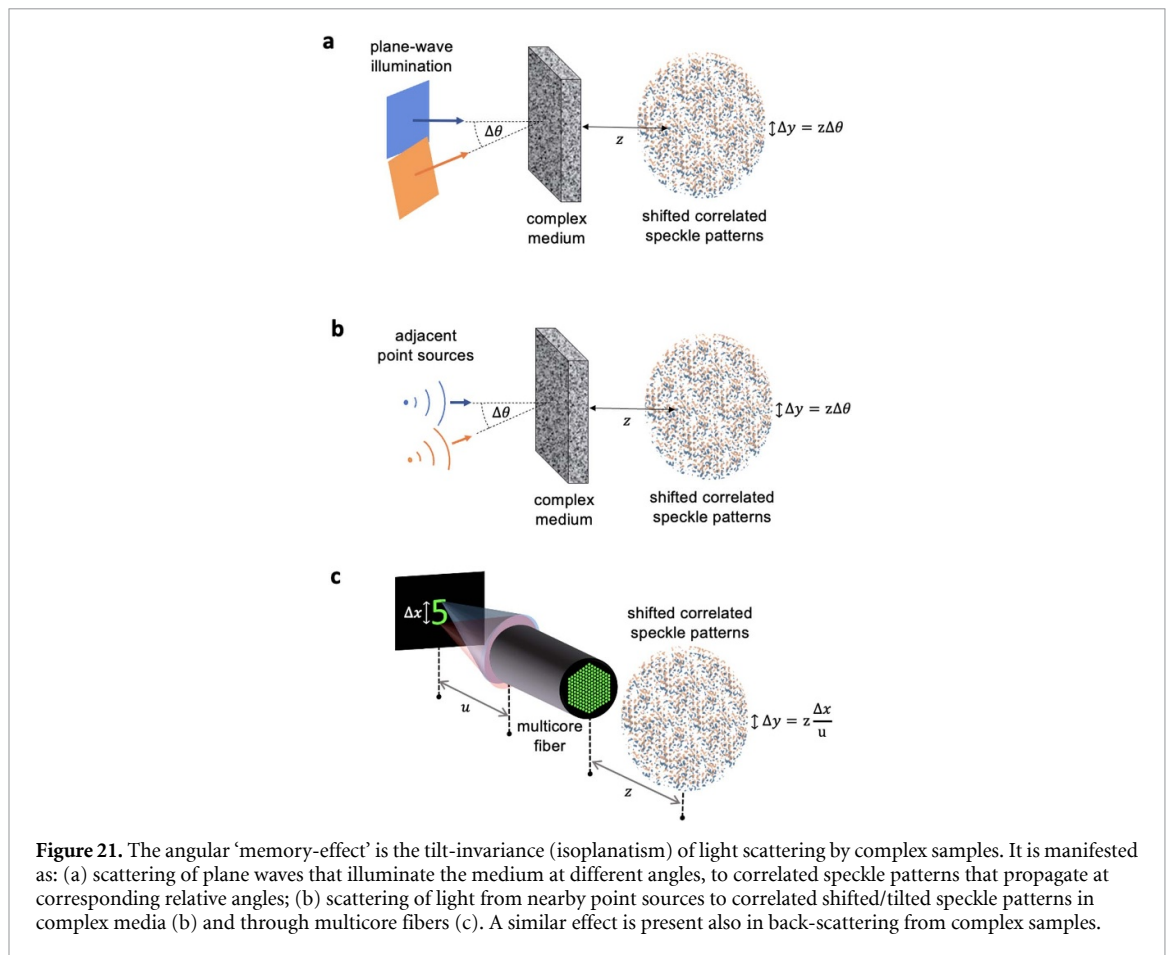 a
plane-wave
illumination
Δθ
z
Δy = zΔθ
complex
medium
shifted correlated
speckle patterns
b
adjacent
point sources
Δθ
z
Δy = zΔθ
complex
medium
shifted correlated
speckle patterns
c
Δx
5
shifted correlated
speckle patterns
u
multicore
fiber
Δy = z Δx/u
z
Figure 21. The angular ‘memory-effect’ is the tilt-invariance (isoplanatism) of light scattering by complex samples. It is manifested
as: (a) scattering of plane waves that illuminate the medium at different angles, to correlated speckle patterns that propagate at
corresponding relative angles; (b) scattering of light from nearby point sources to correlated shifted/tilted speckle patterns in
complex media (b) and through multicore fibers (c). A similar effect is present also in back-scattering from complex samples.